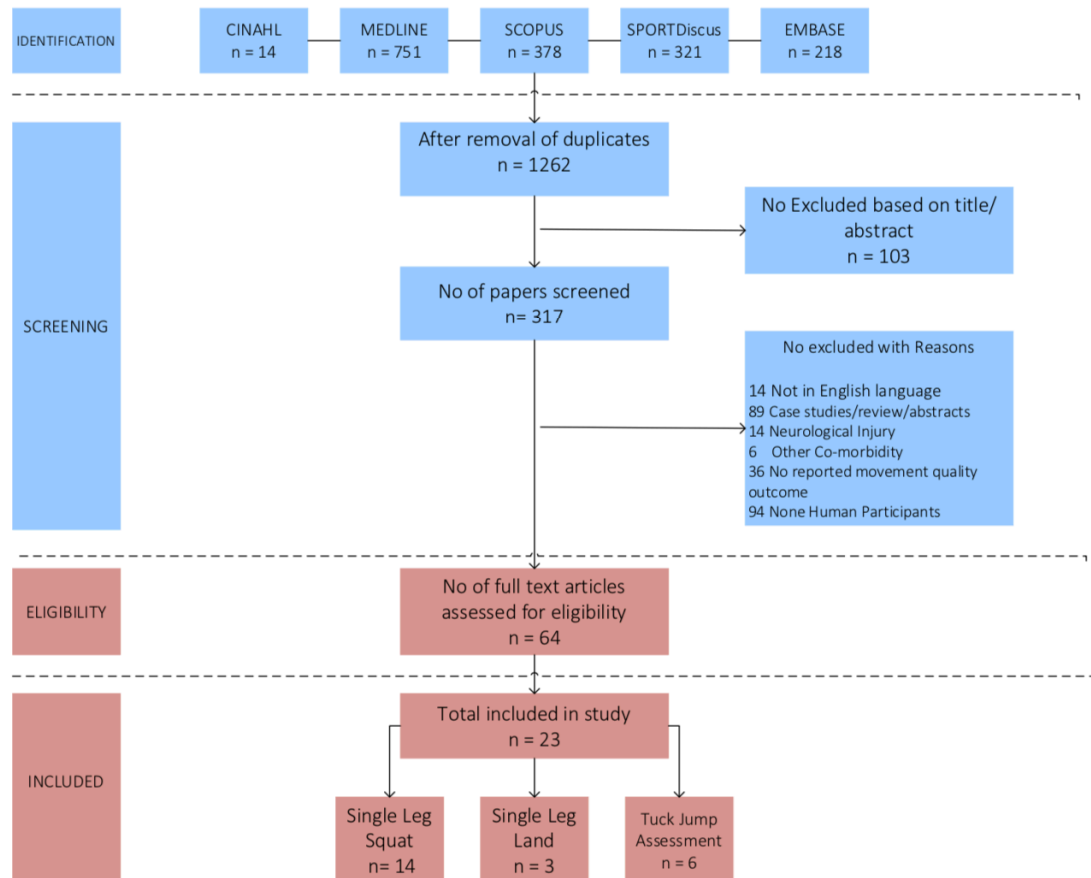 IDENTIFICATION
CINAHL
n = 14
MEDLINE
n = 751
SCOPUS
n = 378
SPORTDiscus
n = 321
EMBASE
n = 218
SCREENING
After removal of duplicates
n = 1262
No Excluded based on title/
abstract
n = 103
No of papers screened
n= 317
No excluded with Reasons
14 Not in English language
89 Case studies/review/abstracts
14 Neurological Injury
6 Other Co-morbidity
36 No reported movement quality
outcome
94 None Human Participants
ELIGIBILITY
No of full text articles
assessed for eligibility
n = 64
INCLUDED
Total included in study
n = 23
Single Leg
Squat
n= 14
Single Leg
Land
n = 3
Tuck Jump
Assessment
n = 6